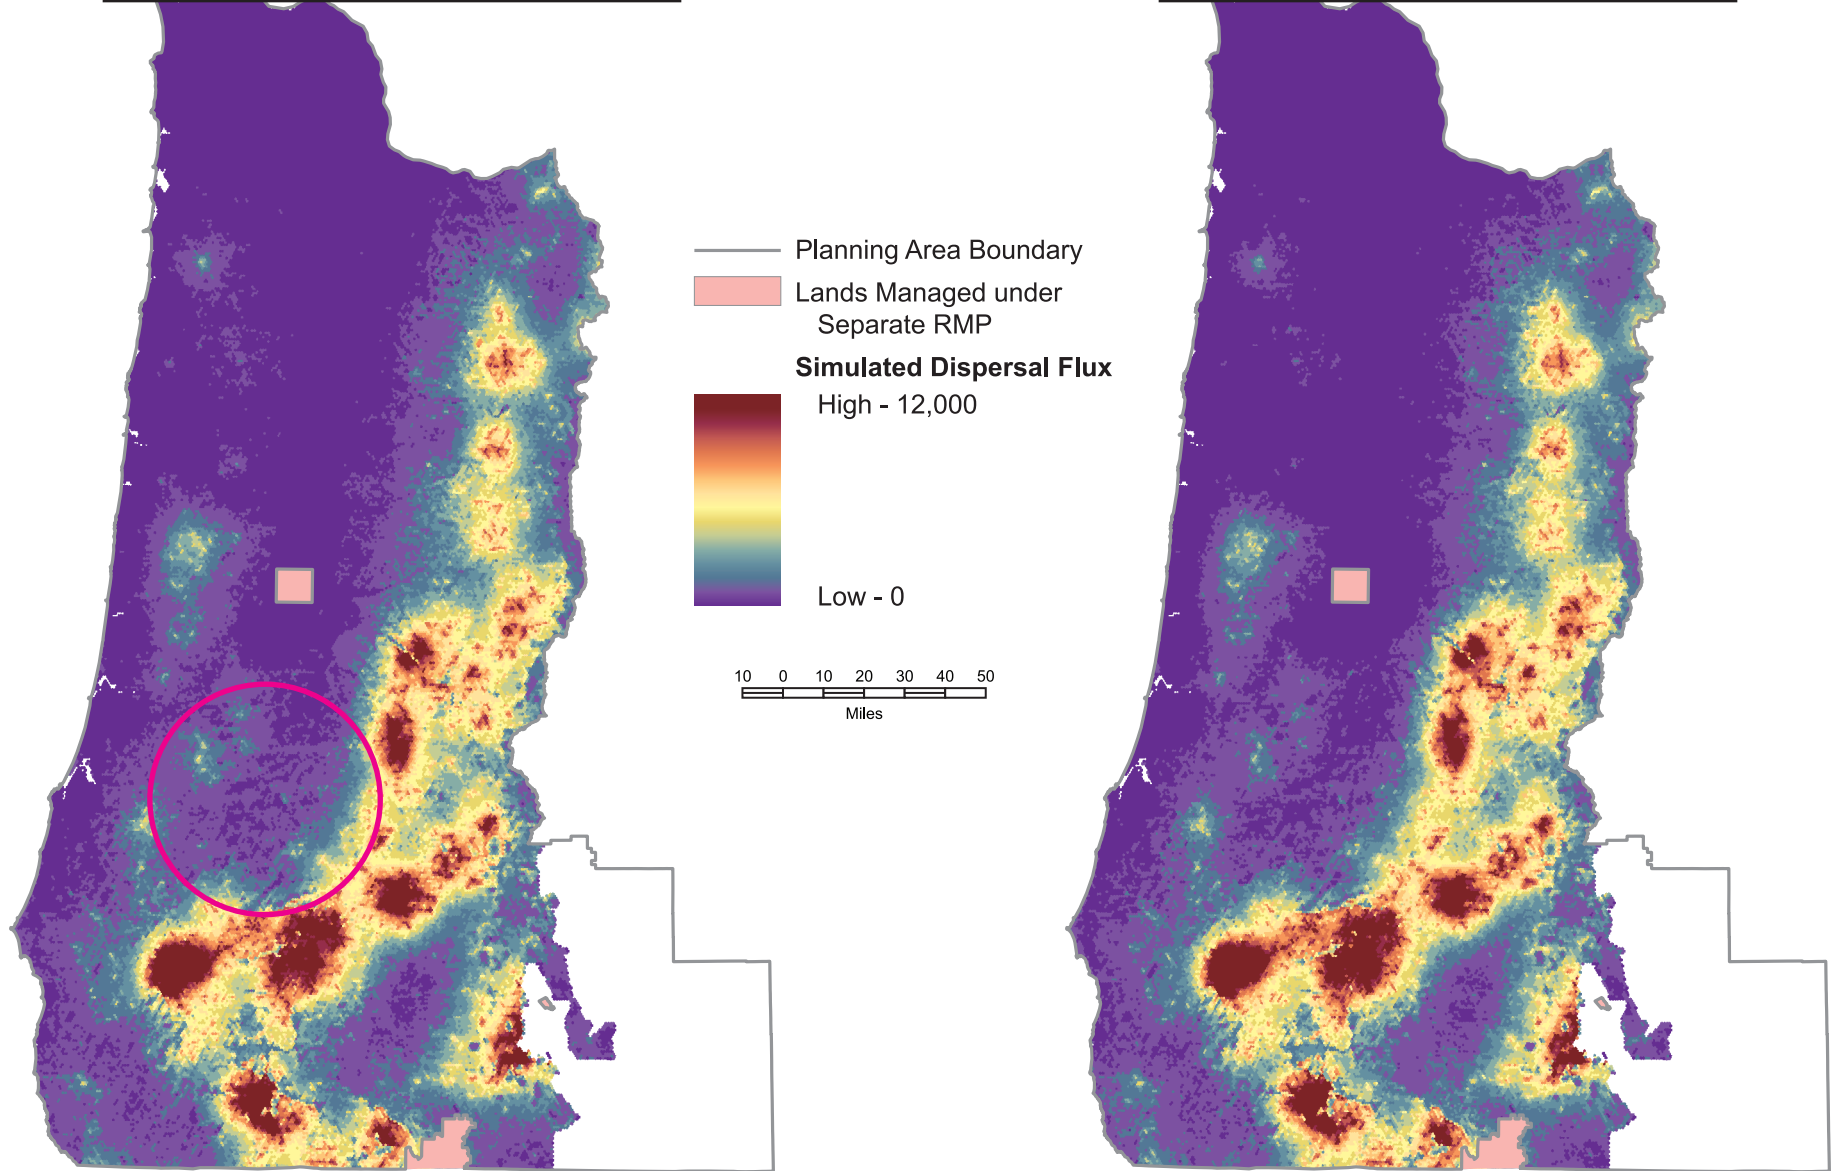 Planning Area Boundary
Lands Managed under
Separate RMP
Simulated Dispersal Flux
High - 12,000
Low - 0
10 0 10 20 30 40 50
Miles